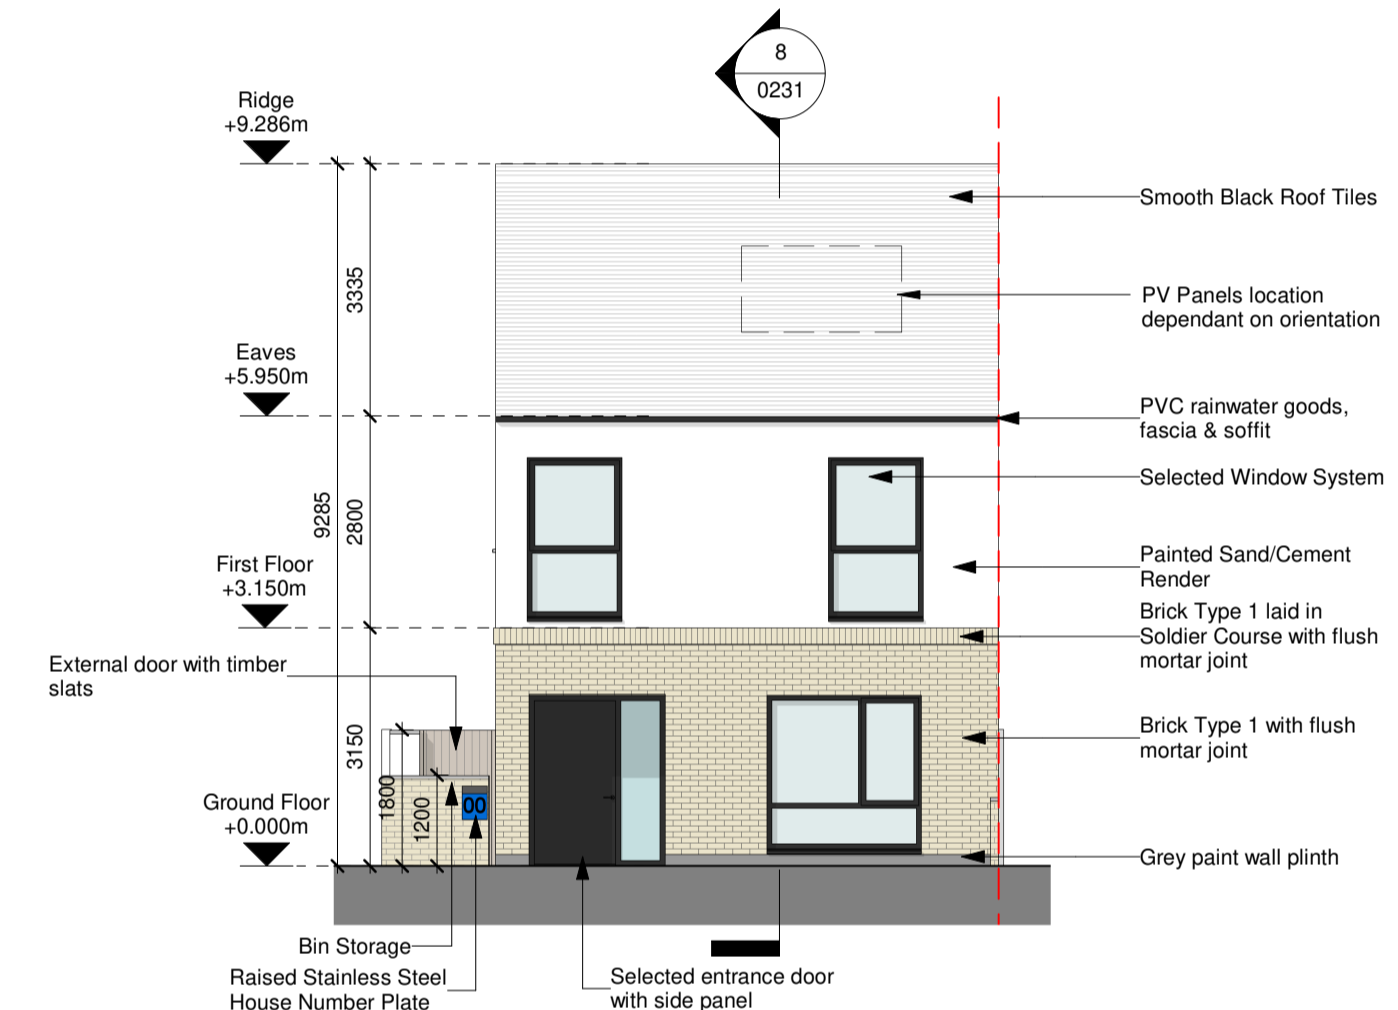 8
0231
Ridge
+9.286m
Smooth Black Roof Tiles
3335
PV Panels location
dependant on orientation
Eaves
+5.950m
PVC rainwater goods,
fascia & soffit
Selected Window System
9285
2800
First Floor
+3.150m
Painted Sand/Cement
Render
Brick Type 1 laid in
Soldier Course with flush
mortar joint
External door with timber
slats
Brick Type 1 with flush
mortar joint
3150
1800
1200
00
Ground Floor
+0.000m
Grey paint wall plinth
Bin Storage
Raised Stainless Steel
House Number Plate
Selected entrance door
with side panel